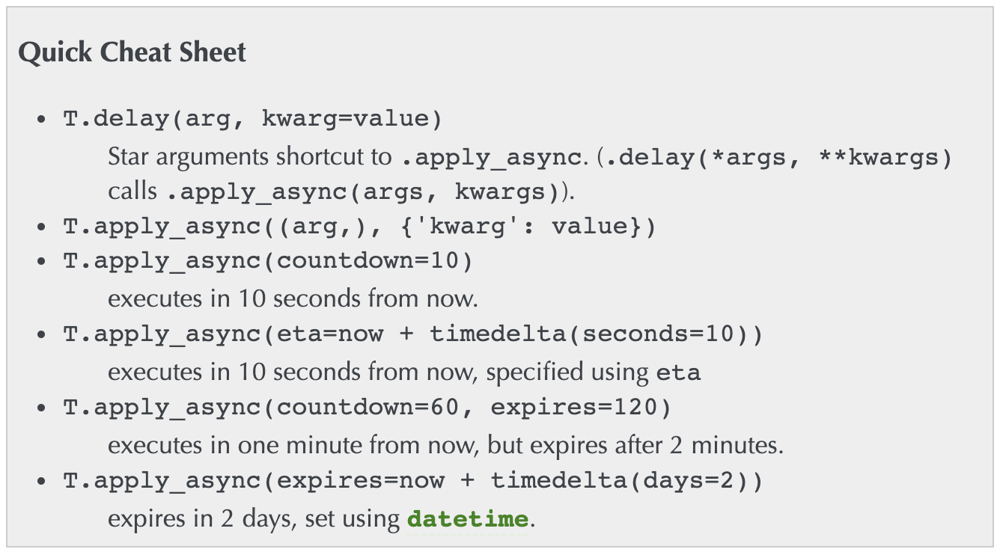 Quick Cheat Sheet
• T.delay(arg, kwarg=value)
Star arguments shortcut to .apply_async. (.delay(*args, **kwargs)
calls .apply_async(args, kwargs)).
• T.apply_async((arg,), {'kwarg': value})
• T.apply_async(countdown=10)
executes in 10 seconds from now.
• T.apply_async(eta=now + timedelta(seconds=10))
executes in 10 seconds from now, specified using eta
• T.apply_async(countdown=60, expires=120)
executes in one minute from now, but expires after 2 minutes.
• T.apply_async(expires=now + timedelta(days=2))
expires in 2 days, set using datetime.